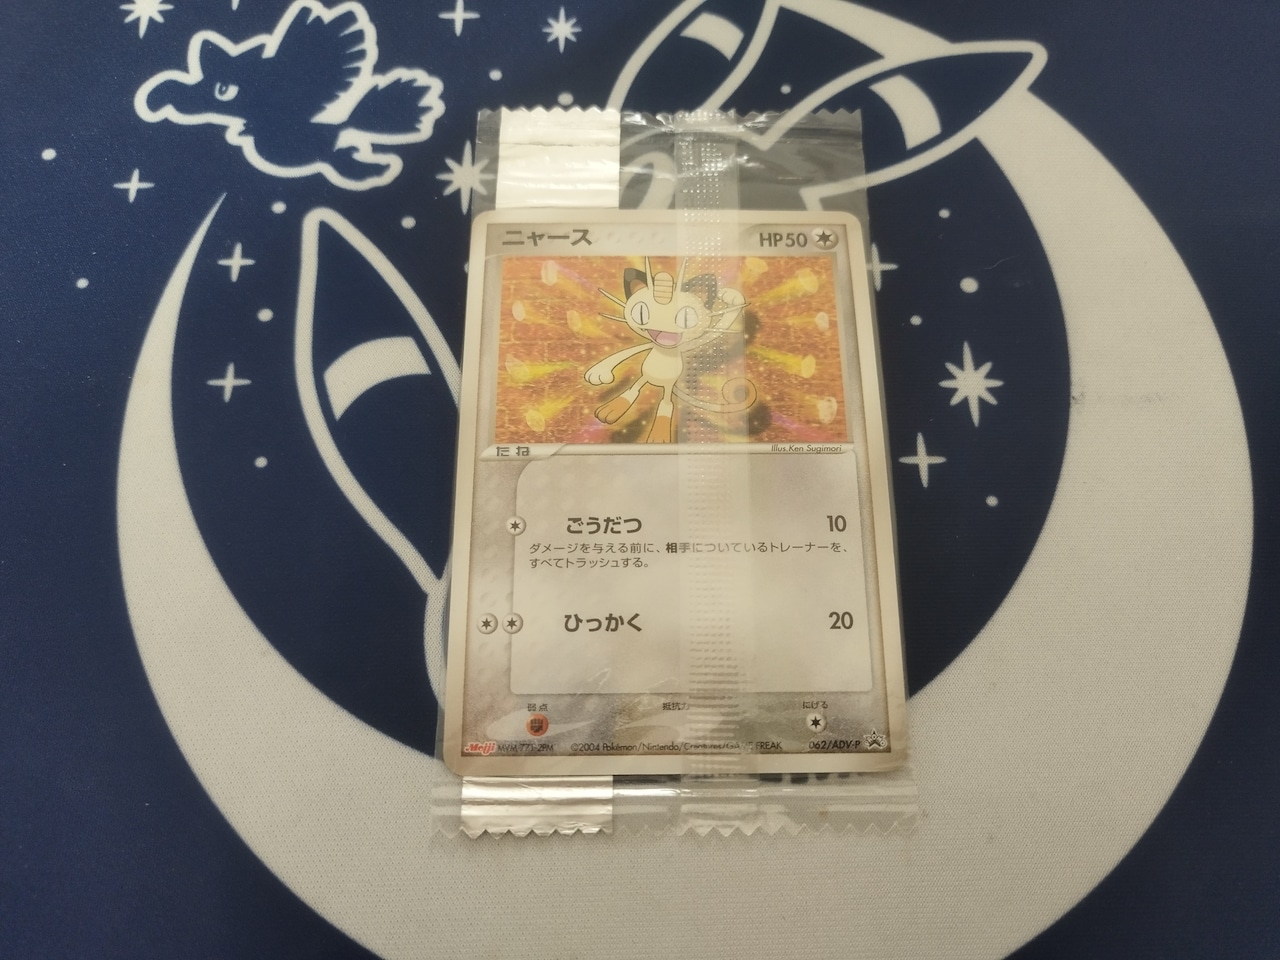 ニャース HP50
たね Illus. Ken Sugimori
ごうだつ 10
ダメージを与える前に、相手についているトレーナーを、
すべてトラッシュする。
ひっかく 20
弱点 抵抗力 にげる
Meiji MVM-771-2PM ©2004 Pokémon/Nintendo/Creatures/GAME FREAK 062/ADV-P